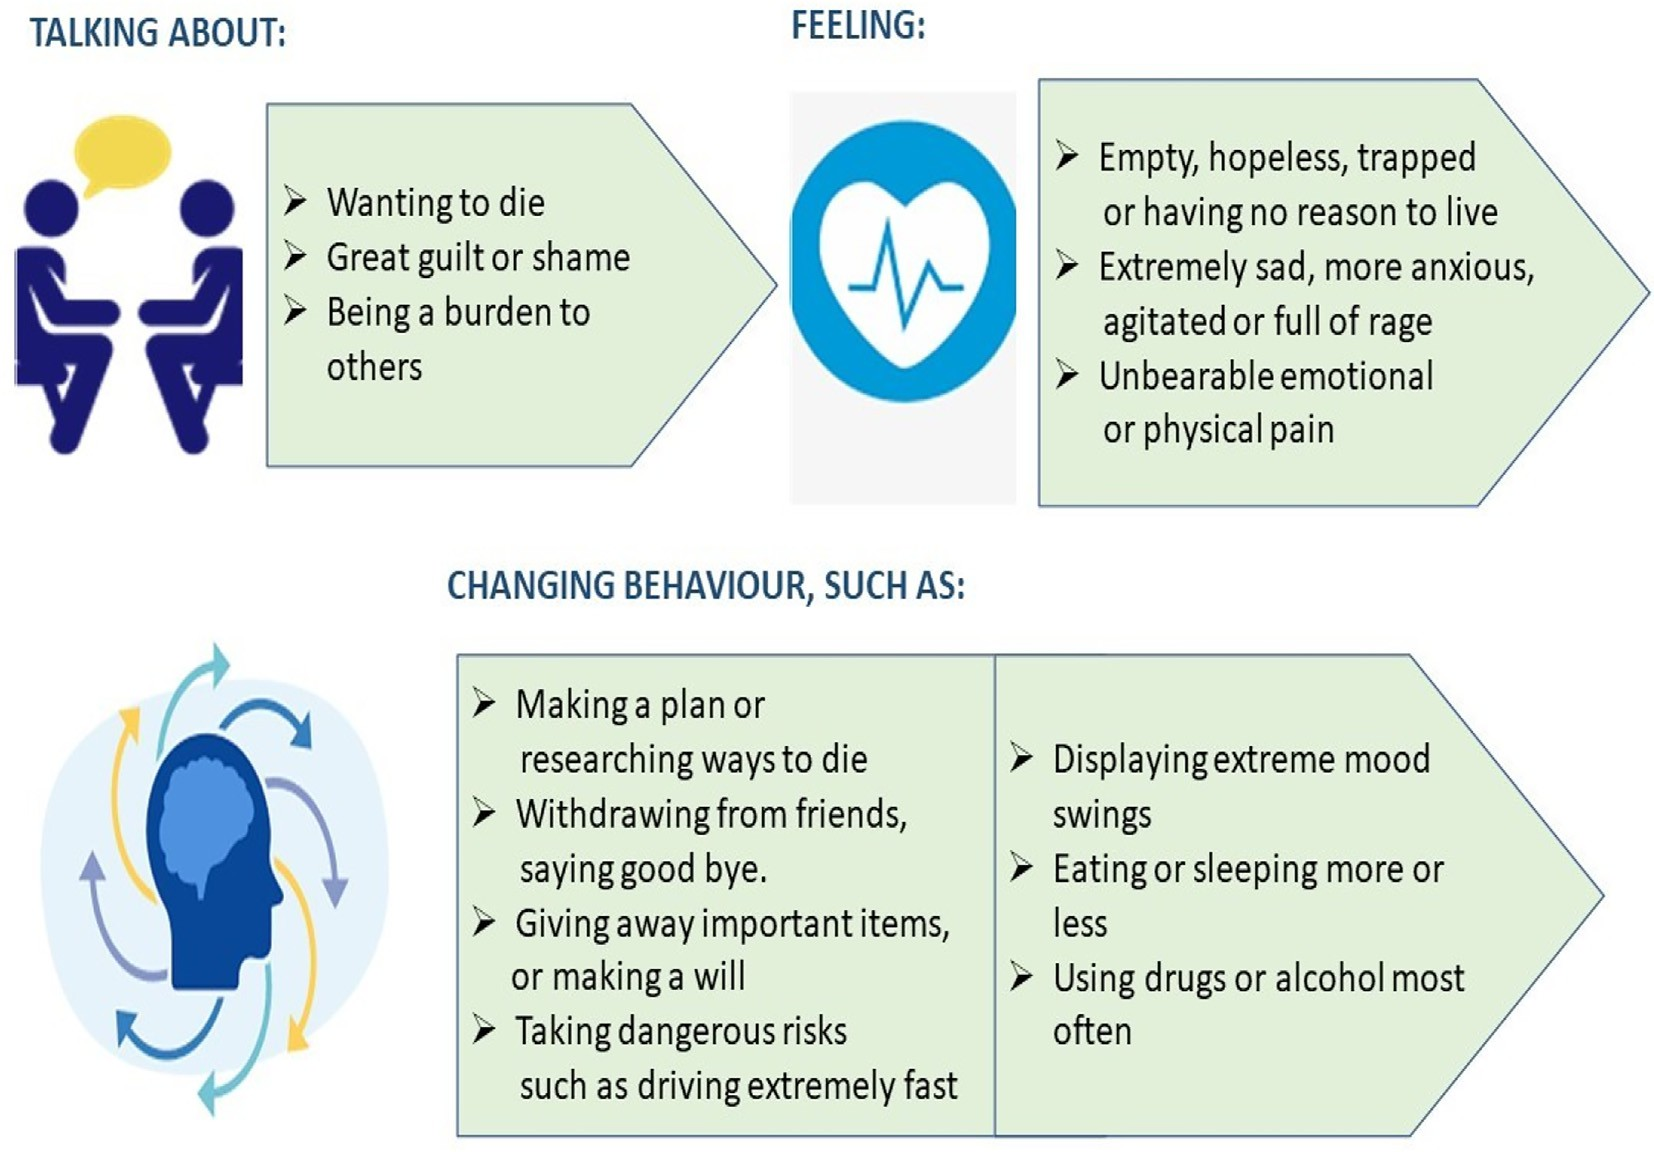 TALKING ABOUT:
➢ Wanting to die
➢ Great guilt or shame
➢ Being a burden to
others
FEELING:
➢ Empty, hopeless, trapped
or having no reason to live
➢ Extremely sad, more anxious,
agitated or full of rage
➢ Unbearable emotional
or physical pain
CHANGING BEHAVIOUR, SUCH AS:
➢ Making a plan or
researching ways to die
➢ Withdrawing from friends,
saying good bye.
➢ Giving away important items,
or making a will
➢ Taking dangerous risks
such as driving extremely fast
➢ Displaying extreme mood
swings
➢ Eating or sleeping more or
less
➢ Using drugs or alcohol most
often